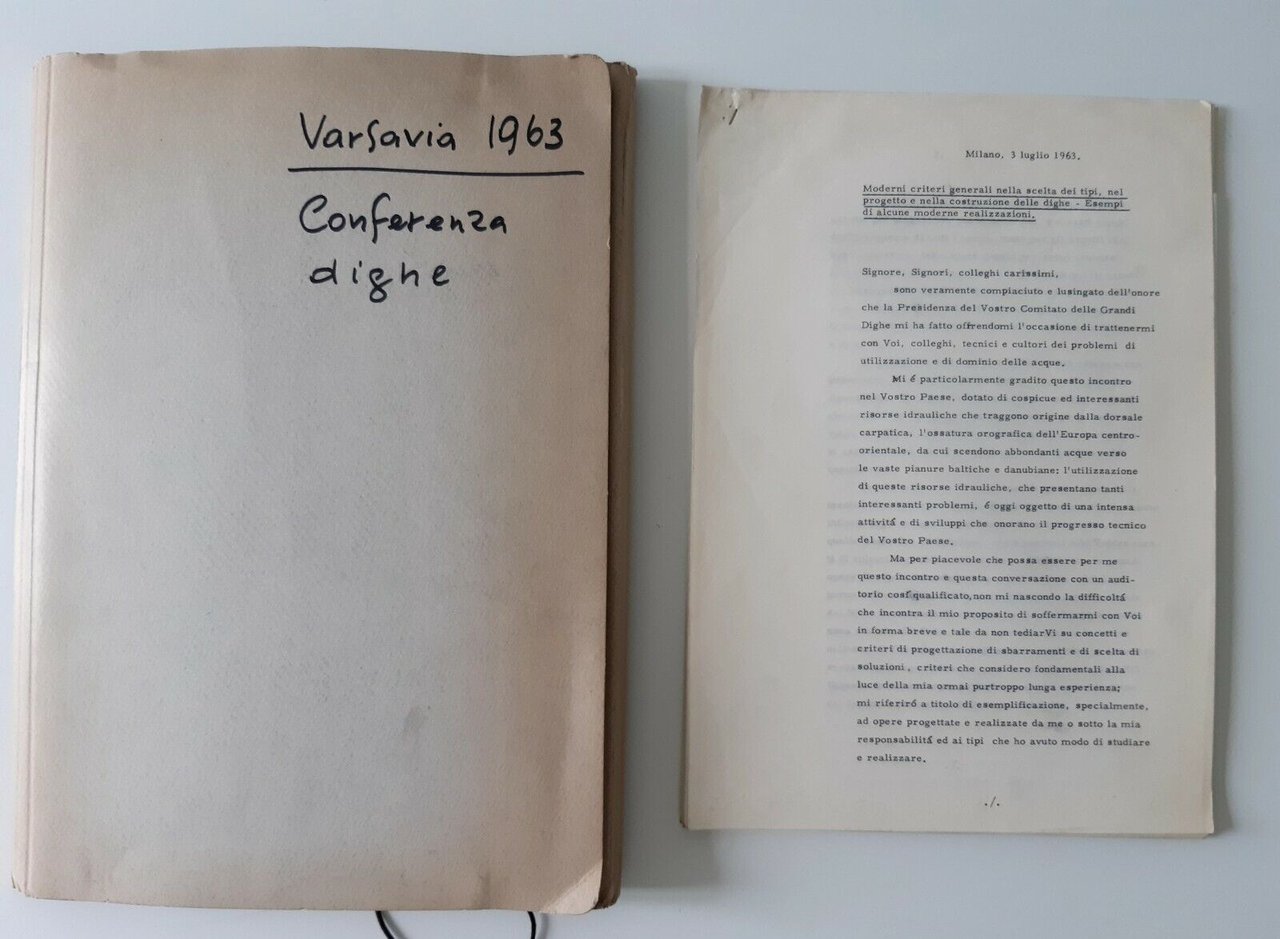 Varsavia 1963
Conferenza
dighe
Milano, 3 luglio 1963.
Moderni criteri generali nella scelta dei tipi, nel
progetto e nella costruzione delle dighe - Esempi
di alcune moderne realizzazioni.
Signore, Signori, colleghi carissimi,
sono veramente compiaciuto e lusingato dell'onore
che la Presidenza del Vostro Comitato delle Grandi
Dighe mi ha fatto offrendomi l'occasione di trattenermi
con Voi, colleghi, tecnici e cultori dei problemi di
utilizzazione e di dominio delle acque.
Mi é particolarmente gradito questo incontro
nel Vostro Paese, dotato di cospicue ed interessanti
risorse idrauliche che traggono origine dalla dorsale
carpatica, l'ossatura orografica dell'Europa centro-
orientale, da cui scendono abbondanti acque verso
le vaste pianure baltiche e danubiane: l'utilizzazione
di queste risorse idrauliche, che presentano tanti
interessanti problemi, é oggi oggetto di una intensa
attivitá e di sviluppi che onorano il progresso tecnico
del Vostro Paese.
Ma per piacevole che possa essere per me
questo incontro e questa conversazione con un audi-
torio cosí qualificato, non mi nascondo la difficoltá
che incontra il mio proposito di soffermarmi con Voi
in forma breve e tale da non tediarVi su concetti e
criteri di progettazione di sbarramenti e di scelta di
soluzioni, criteri che considero fondamentali alla
luce della mia ormai purtroppo lunga esperienza;
mi riferiró a titolo di esemplificazione, specialmente,
ad opere progettate e realizzate da me o sotto la mia
responsabilitá ed ai tipi che ho avuto modo di studiare
e realizzare.
./.